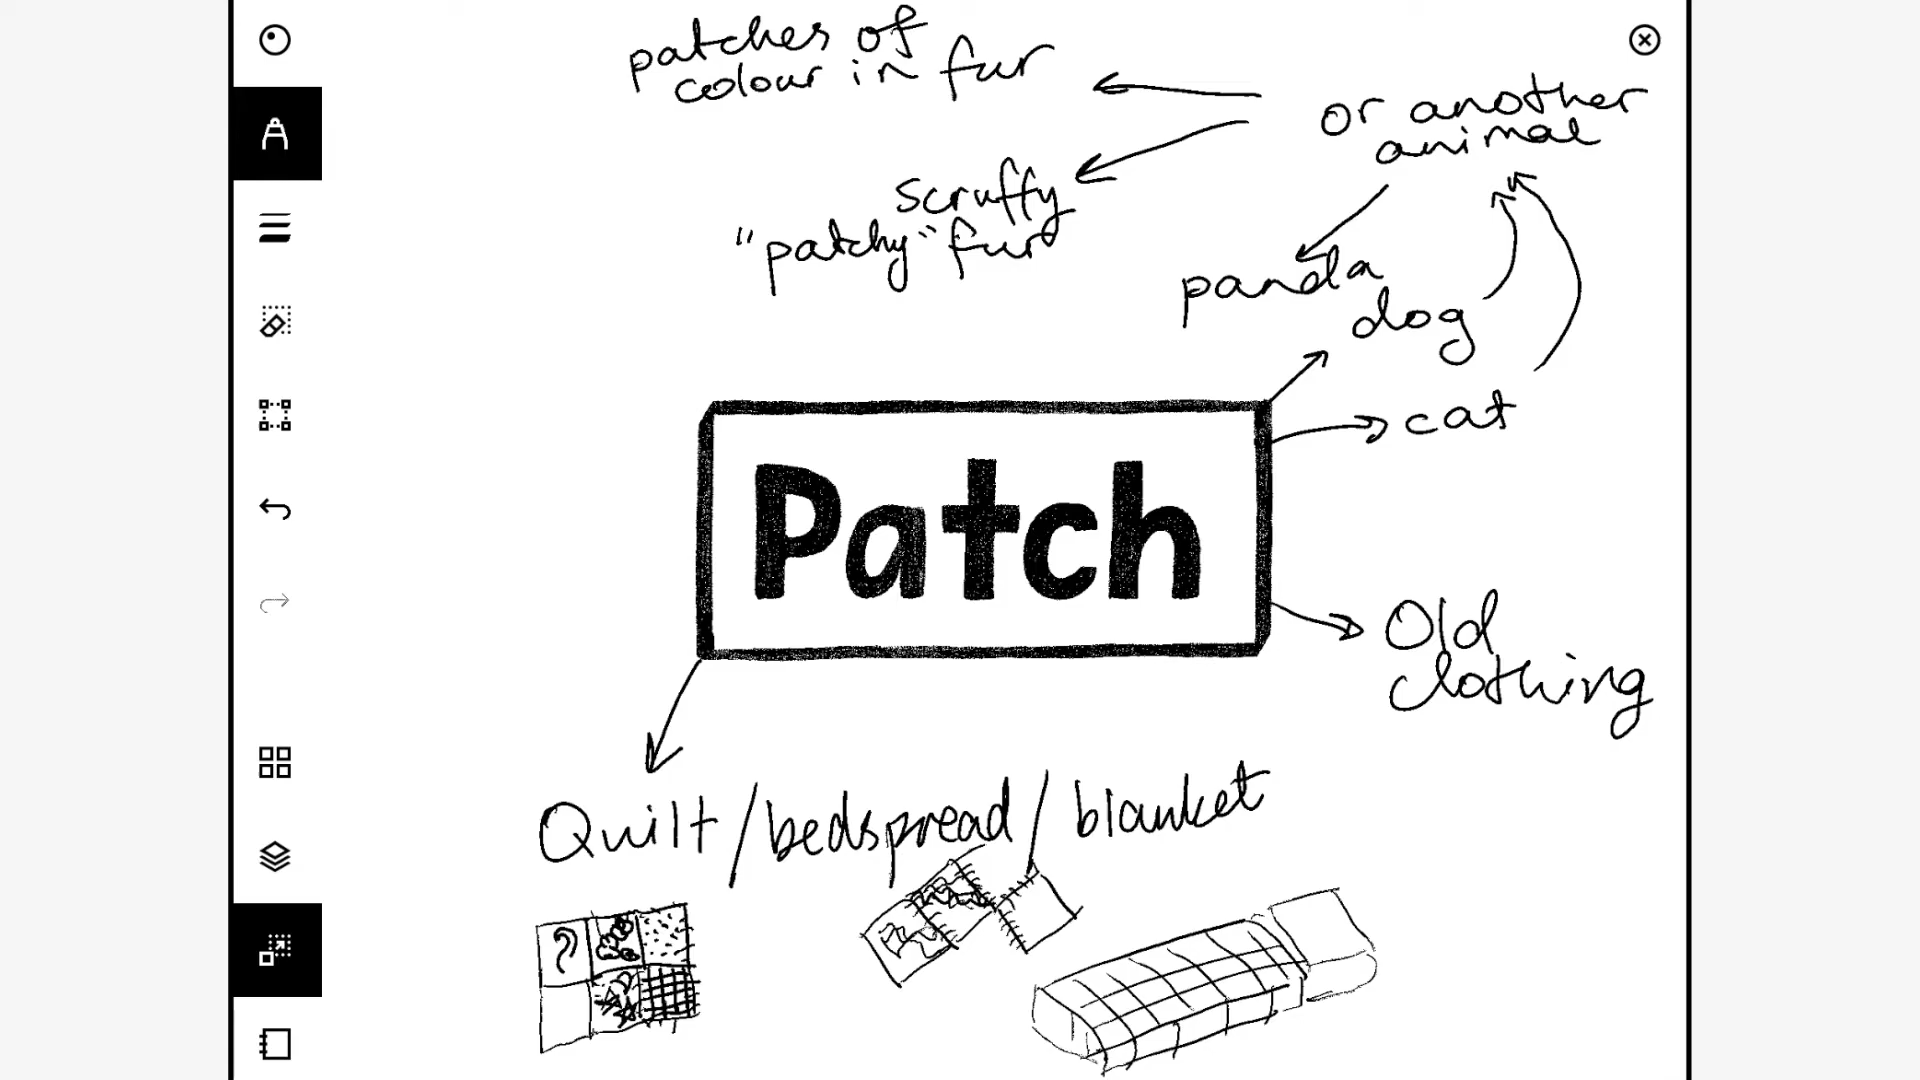 patches of
colour in fur
or another
animal
scruffy
"patchy" fur
panda
dog
cat
Patch
Old
clothing
Quilt/bedspread/blanket